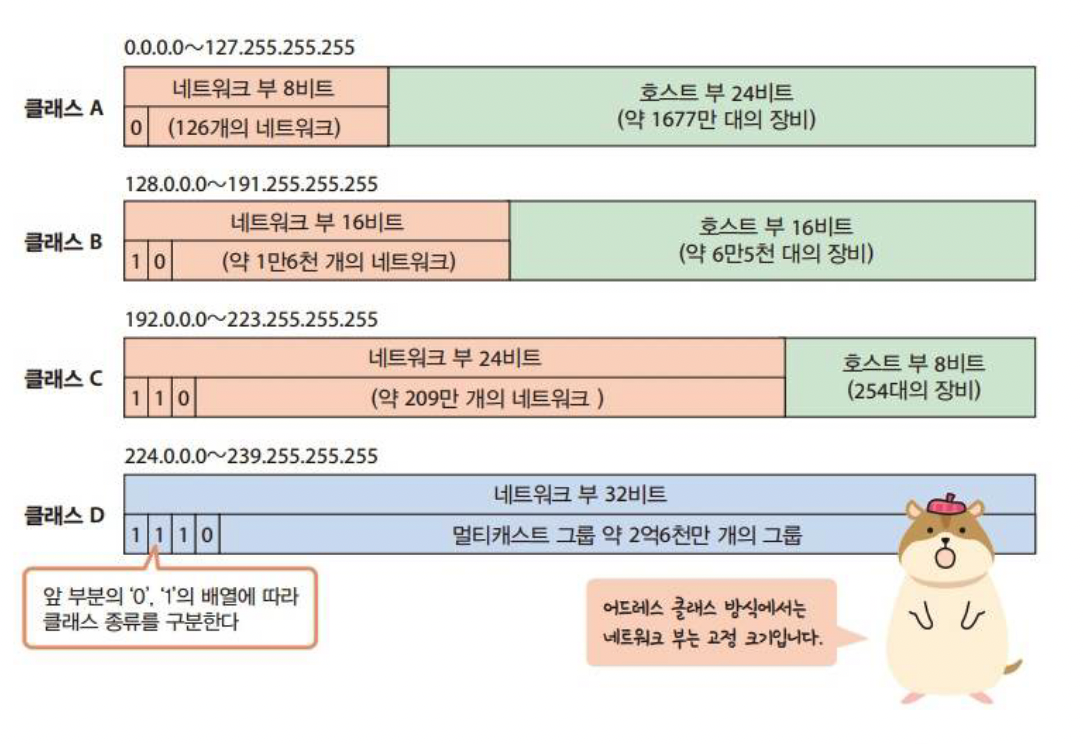 0.0.0.0～127.255.255.255
클래스 A
네트워크 부 8비트
0
(126개의 네트워크)
호스트 부 24비트
(약 1677만 대의 장비)
128.0.0.0～191.255.255.255
클래스 B
네트워크 부 16비트
1 0
(약 1만6천 개의 네트워크)
호스트 부 16비트
(약 6만5천 대의 장비)
192.0.0.0～223.255.255.255
클래스 C
네트워크 부 24비트
1 1 0
(약 209만 개의 네트워크 )
호스트 부 8비트
(254대의 장비)
224.0.0.0～239.255.255.255
클래스 D
네트워크 부 32비트
1 1 1 0
멀티캐스트 그룹 약 2억6천만 개의 그룹
앞 부분의 ‘0’, ‘1’의 배열에 따라
클래스 종류를 구분한다
어드레스 클래스 방식에서는
네트워크 부는 고정 크기입니다.